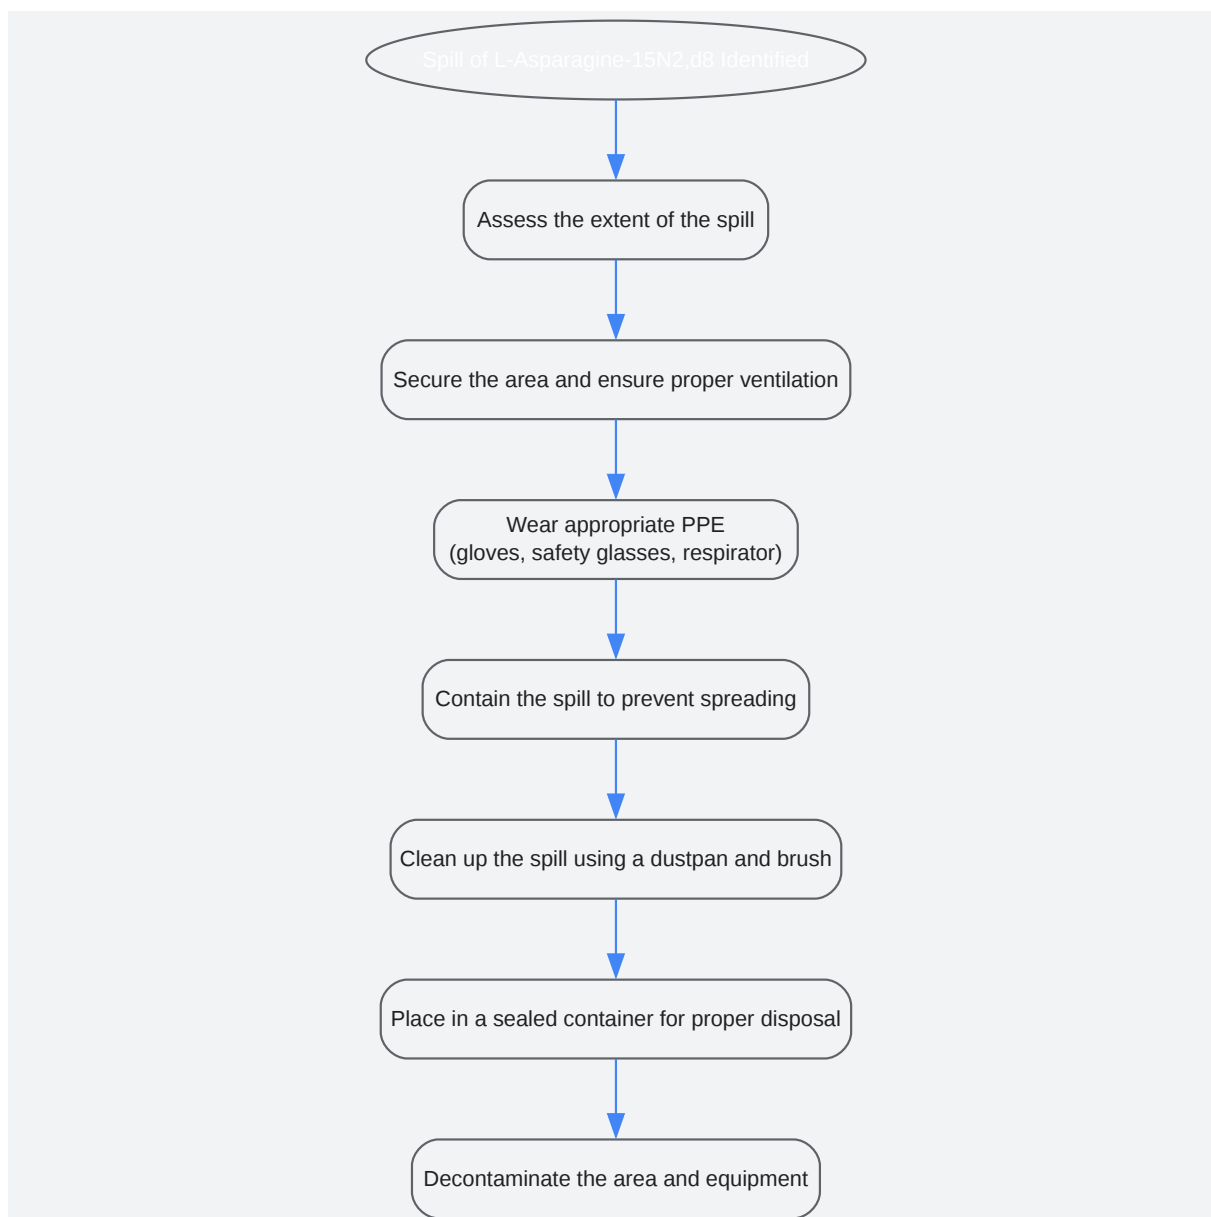 Spill of L-Asparagine-15N2,d8 Identified
Assess the extent of the spill
Secure the area and ensure proper ventilation
Wear appropriate PPE
(gloves, safety glasses, respirator)
Contain the spill to prevent spreading
Clean up the spill using a dustpan and brush
Place in a sealed container for proper disposal
Decontaminate the area and equipment